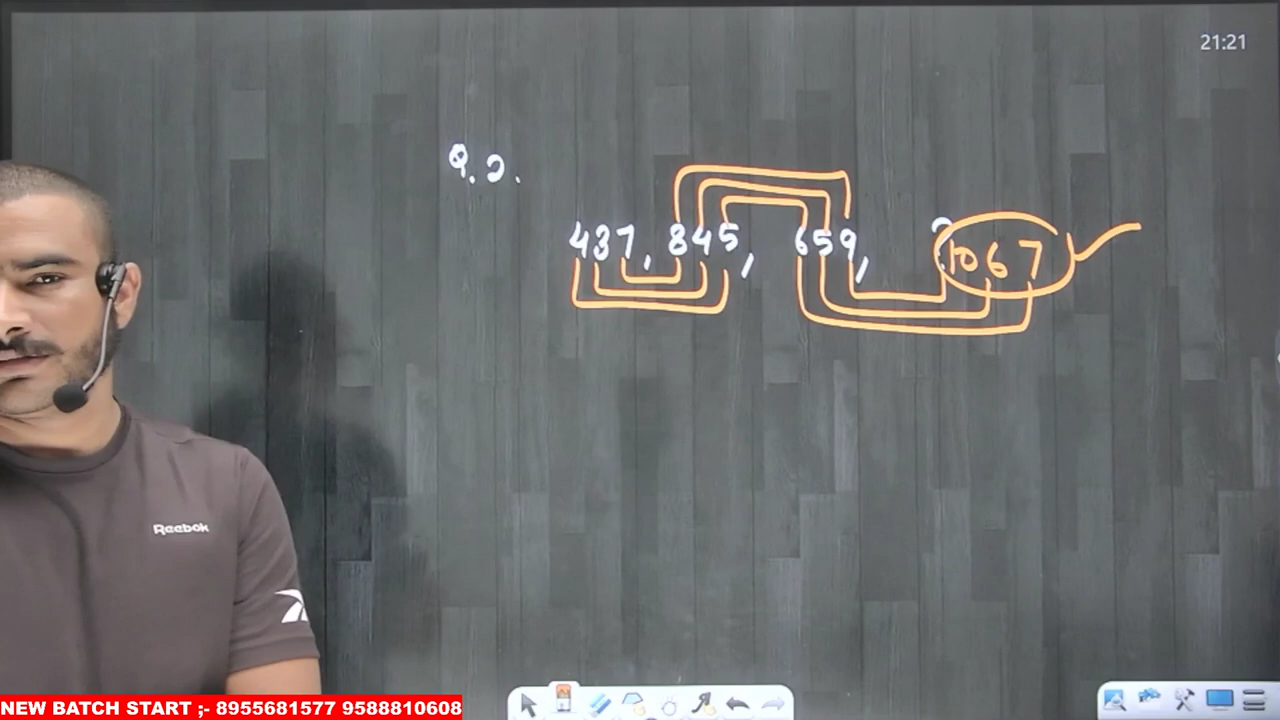 21:21
Q.2.
437, 845, 659, ? 1067
Reebok
NEW BATCH START ;- 8955681577 9588810608